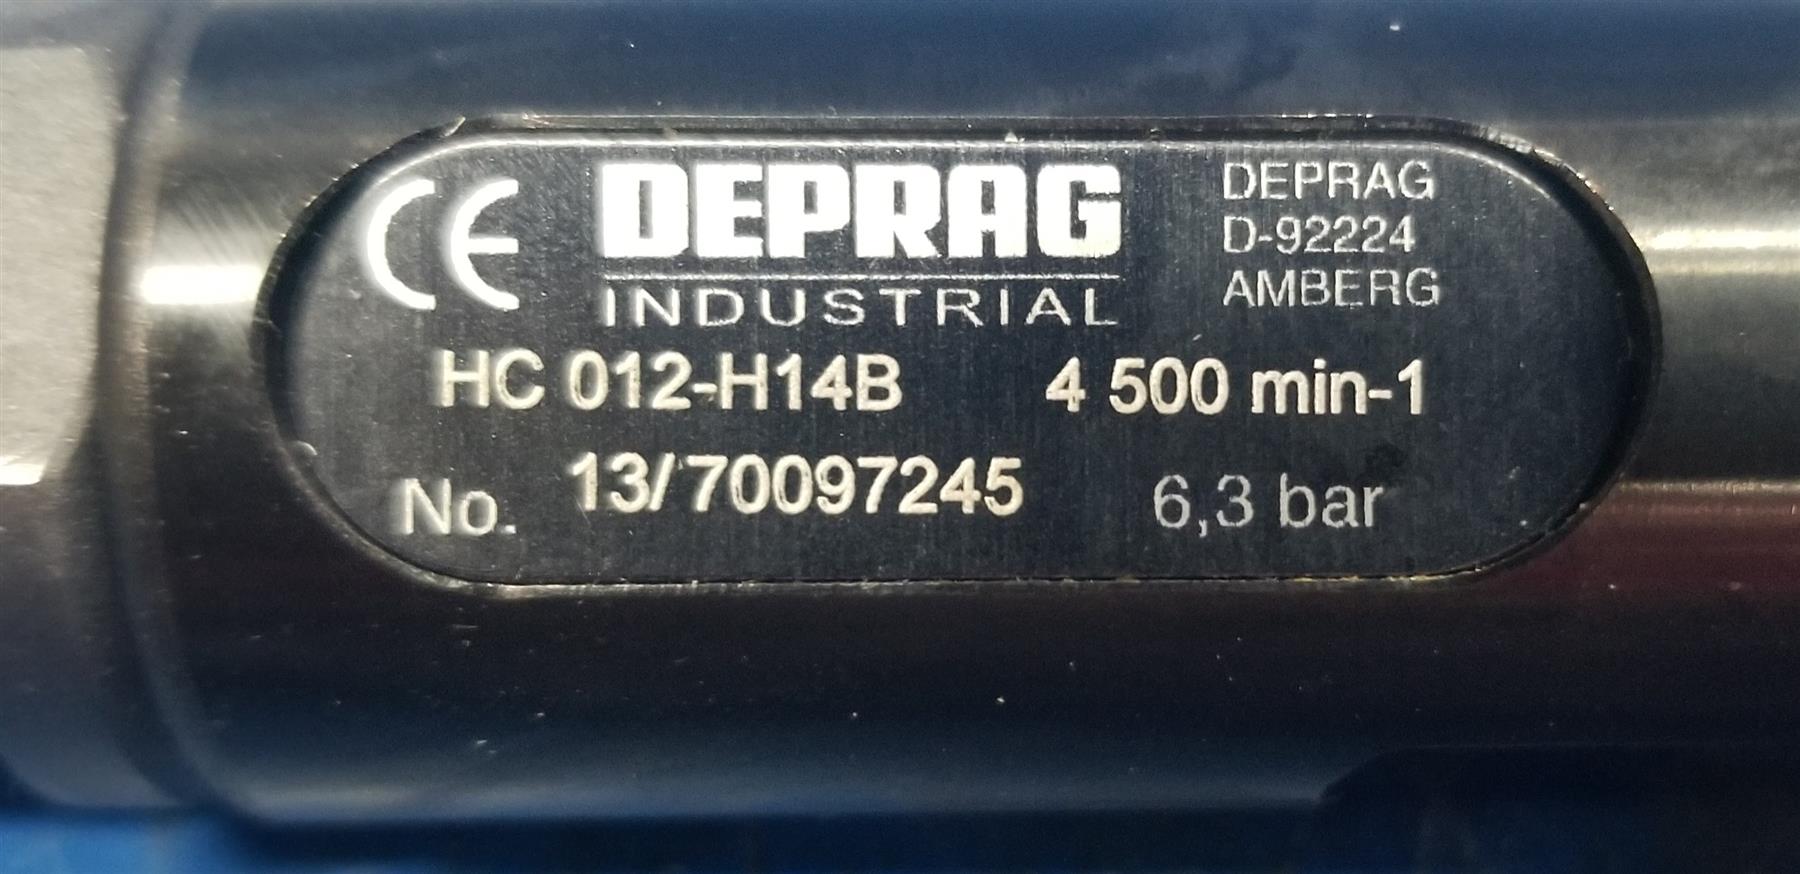 CE DEPRAG INDUSTRIAL
DEPRAG
D-92224
AMBERG
HC 012-H14B 4 500 min-1
No. 13/70097245 6,3 bar